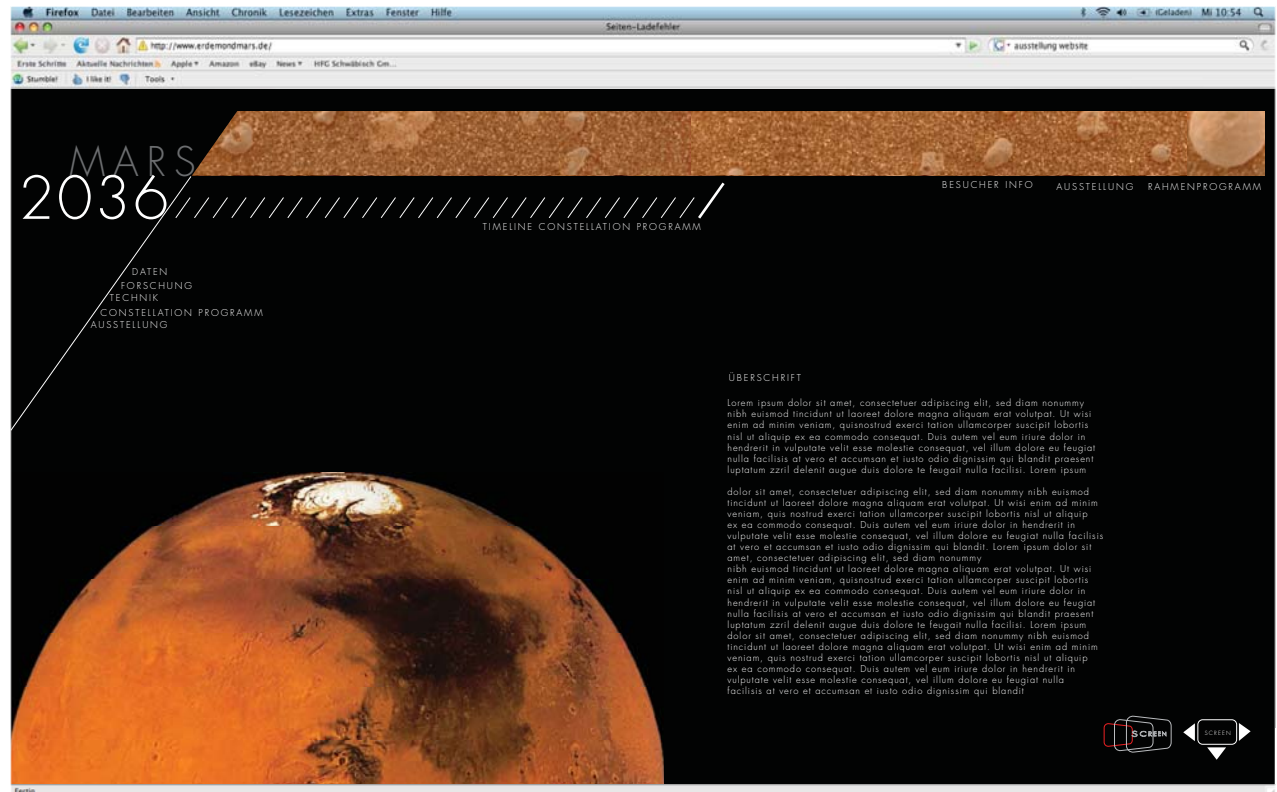 Firefox Datei Bearbeiten Ansicht Chronik Lesezeichen Extras Fenster Hilfe
(Geladen) Mi 10:54
Seiten-Ladefehler
http://www.erdemondmars.de/
ausstellung website
Erste Schritte Aktuelle Nachrichten Apple Amazon eBay News HFG Schwäbisch Gm...
Stumble! I like it! Tools
MARS
2036
BESUCHER INFO AUSSTELLUNG RAHMENPROGRAMM
TIMELINE CONSTELLATION PROGRAMM
DATEN
FORSCHUNG
TECHNIK
CONSTELLATION PROGRAMM
AUSSTELLUNG
ÜBERSCHRIFT
Lorem ipsum dolor sit amet, consectetuer adipiscing elit, sed diam nonummy
nibh euismod tincidunt ut laoreet dolore magna aliquam erat volutpat. Ut wisi
enim ad minim veniam, quisnostrud exerci tation ullamcorper suscipit lobortis
nisl ut aliquip ex ea commodo consequat. Duis autem vel eum iriure dolor in
hendrerit in vulputate velit esse molestie consequat, vel illum dolore eu feugiat
nulla facilisis at vero et accumsan et iusto odio dignissim qui blandit praesent
luptatum zzril delenit augue duis dolore te feugait nulla facilisi. Lorem ipsum
dolor sit amet, consectetuer adipiscing elit, sed diam nonummy nibh euismod
tincidunt ut laoreet dolore magna aliquam erat volutpat. Ut wisi enim ad minim
veniam, quis nostrud exerci tation ullamcorper suscipit lobortis nisl ut aliquip
ex ea commodo consequat. Duis autem vel eum iriure dolor in hendrerit in
vulputate velit esse molestie consequat, vel illum dolore eu feugiat nulla facilisis
at vero et accumsan et iusto odio dignissim qui blandit. Lorem ipsum dolor sit
amet, consectetuer adipiscing elit, sed diam nonummy
nibh euismod tincidunt ut laoreet dolore magna aliquam erat volutpat. Ut wisi
enim ad minim veniam, quisnostrud exerci tation ullamcorper suscipit lobortis
nisl ut aliquip ex ea commodo consequat. Duis autem vel eum iriure dolor in
hendrerit in vulputate velit esse molestie consequat, vel illum dolore eu feugiat
nulla facilisis at vero et accumsan et iusto odio dignissim qui blandit praesent
luptatum zzril delenit augue duis dolore te feugait nulla facilisi. Lorem ipsum
dolor sit amet, consectetuer adipiscing elit, sed diam nonummy nibh euismod
tincidunt ut laoreet dolore magna aliquam erat volutpat. Ut wisi enim ad minim
veniam, quis nostrud exerci tation ullamcorper suscipit lobortis nisl ut aliquip
ex ea commodo consequat. Duis autem vel eum iriure dolor in hendrerit in
vulputate velit esse molestie consequat, vel illum dolore eu feugiat nulla
facilisis at vero et accumsan et iusto odio dignissim qui blandit
SCREEN SCREEN
Fertig